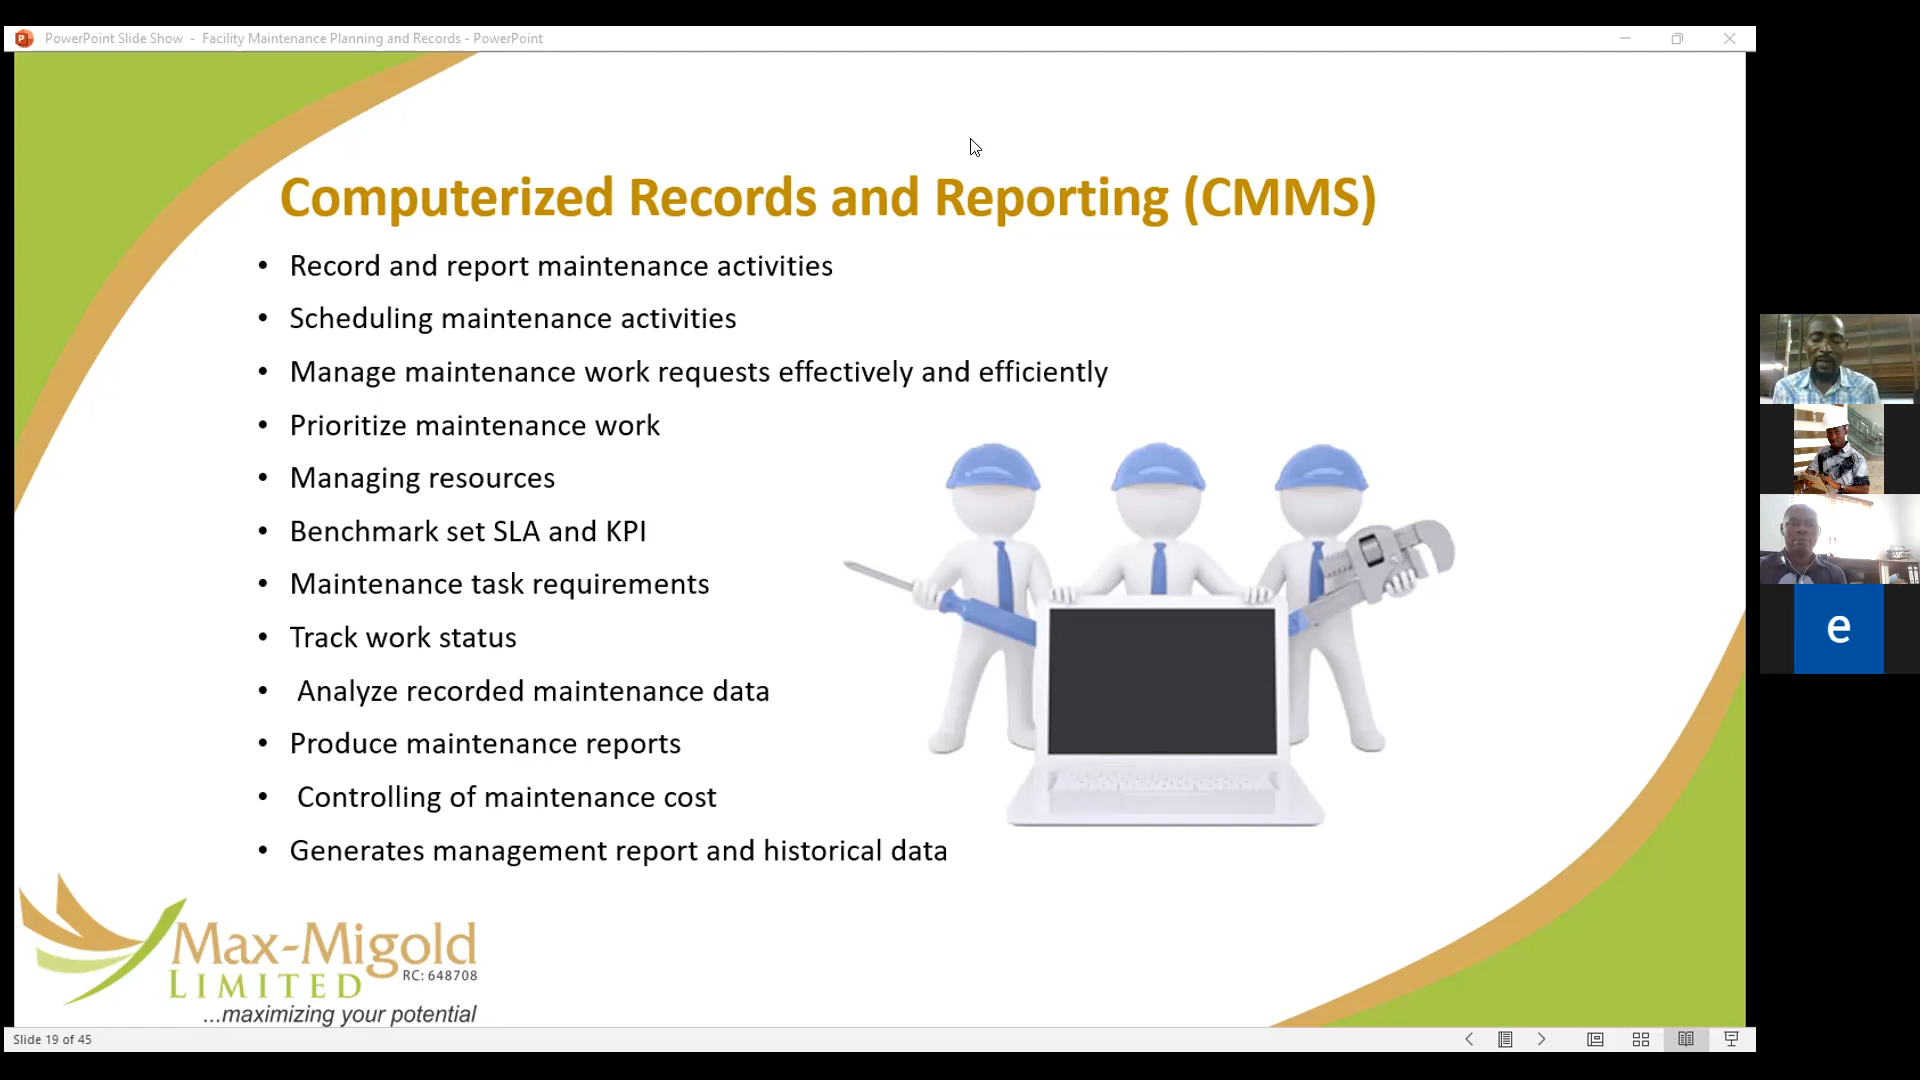 PowerPoint Slide Show - Facility Maintenance Planning and Records - PowerPoint
Computerized Records and Reporting (CMMS)
• Record and report maintenance activities
• Scheduling maintenance activities
• Manage maintenance work requests effectively and efficiently
• Prioritize maintenance work
• Managing resources
• Benchmark set SLA and KPI
• Maintenance task requirements
• Track work status
• Analyze recorded maintenance data
• Produce maintenance reports
• Controlling of maintenance cost
• Generates management report and historical data
Max-Migold
LIMITED RC: 648708
...maximizing your potential
Slide 19 of 45
e